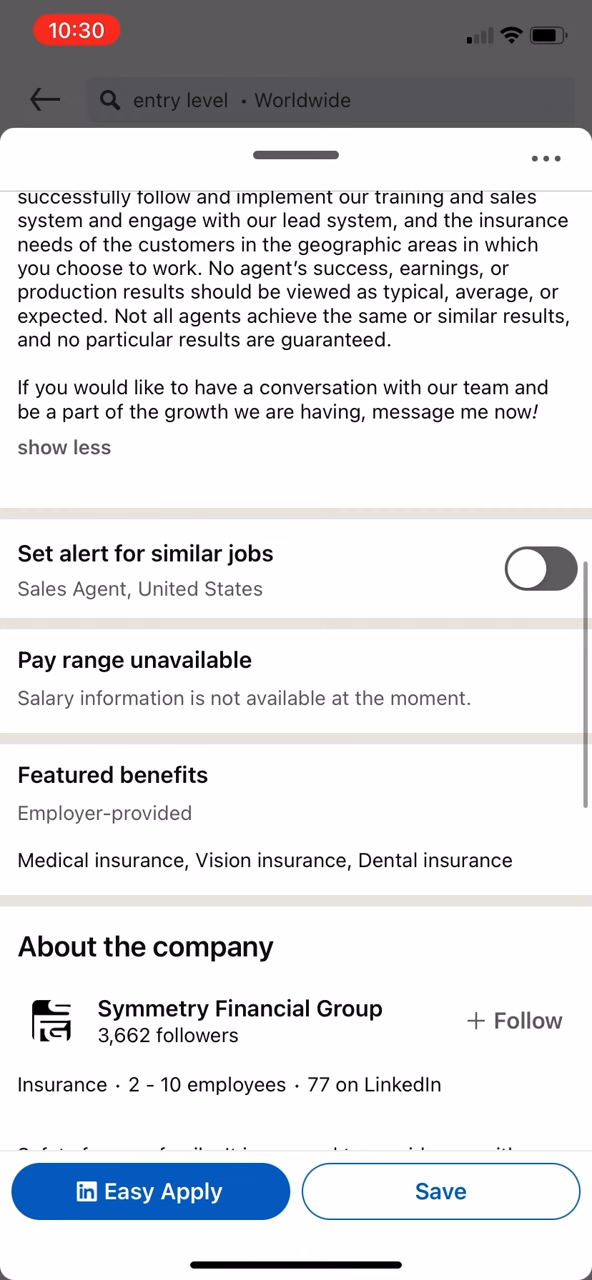 10:30
entry level • Worldwide
successfully follow and implement our training and sales
system and engage with our lead system, and the insurance
needs of the customers in the geographic areas in which
you choose to work. No agent’s success, earnings, or
production results should be viewed as typical, average, or
expected. Not all agents achieve the same or similar results,
and no particular results are guaranteed.
If you would like to have a conversation with our team and
be a part of the growth we are having, message me now!
show less
Set alert for similar jobs
Sales Agent, United States
Pay range unavailable
Salary information is not available at the moment.
Featured benefits
Employer-provided
Medical insurance, Vision insurance, Dental insurance
About the company
Symmetry Financial Group
3,662 followers
+ Follow
Insurance · 2 - 10 employees · 77 on LinkedIn
in Easy Apply
Save